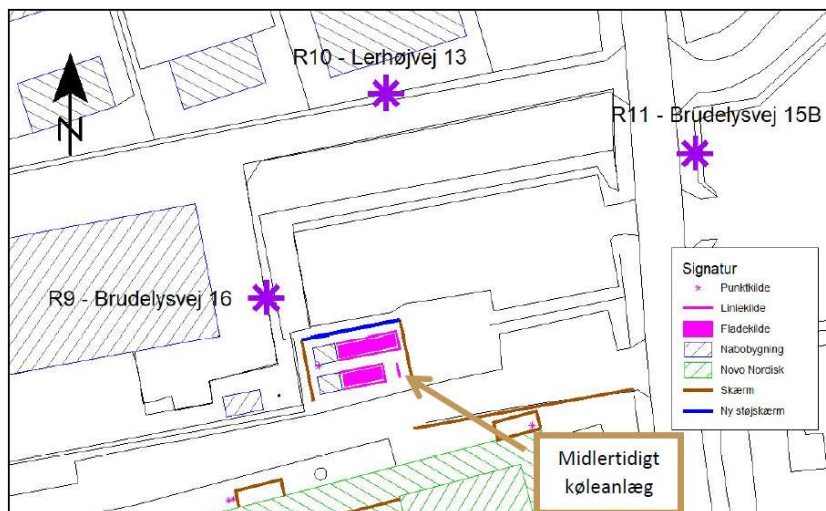 R10 - Lerhøjvej 13
R11 - Brudelysvej 15B
N
R9 - Brudelysvej 16
Signatur
Punktkilde
Liniekilde
Fladekilde
Nabobygning
Novo Nordisk
Skærm
Ny støjskærm
Midlertidigt
køleanlæg